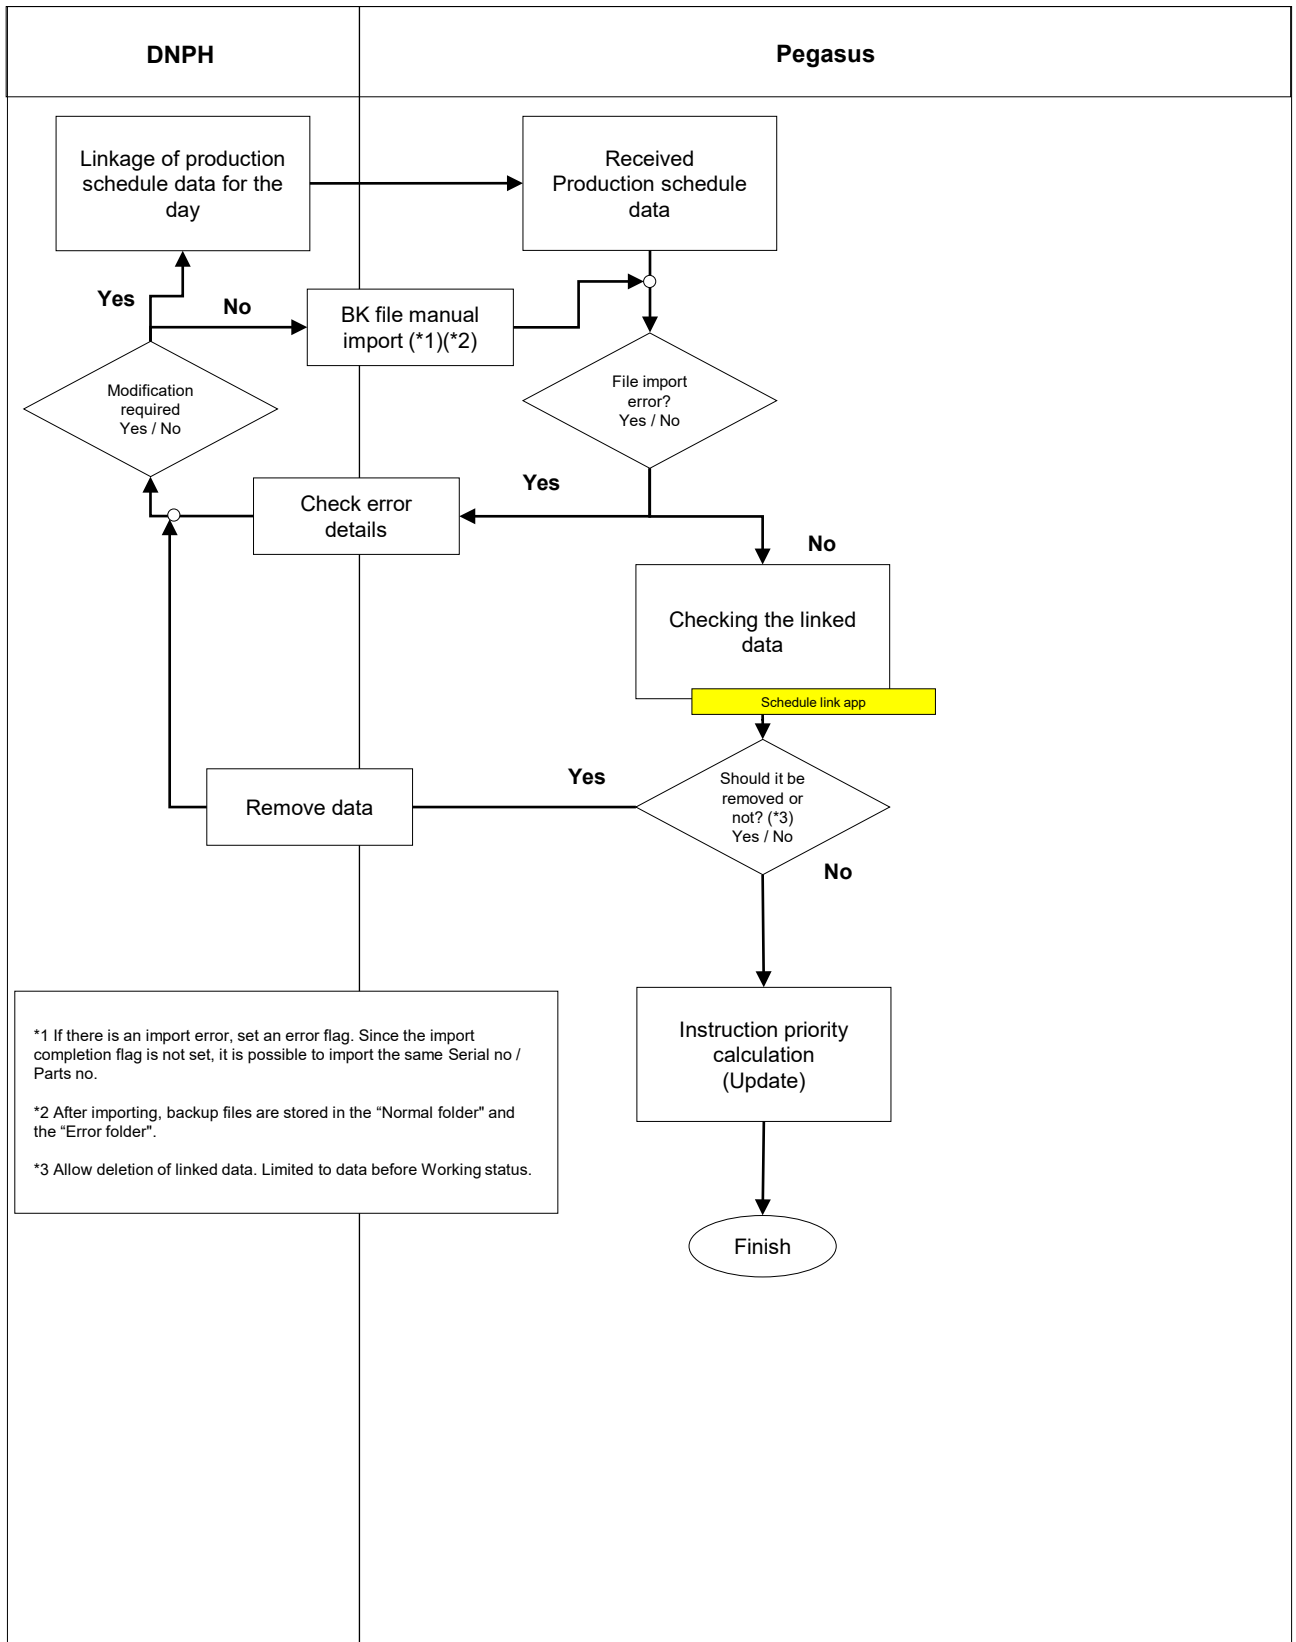 DNPH
Pegasus
Linkage of production
schedule data for the
day
Received
Production schedule
data
Yes
No
BK file manual
import (*1)(*2)
Modification
required
Yes / No
File import
error?
Yes / No
Yes
Check error
details
No
Checking the linked
data
Schedule link app
Yes
Remove data
Should it be
removed or
not? (*3)
Yes / No
No
*1 If there is an import error, set an error flag. Since the import
completion flag is not set, it is possible to import the same Serial no /
Parts no.
*2 After importing, backup files are stored in the “Normal folder" and
the “Error folder".
*3 Allow deletion of linked data. Limited to data before Working status.
Instruction priority
calculation
(Update)
Finish